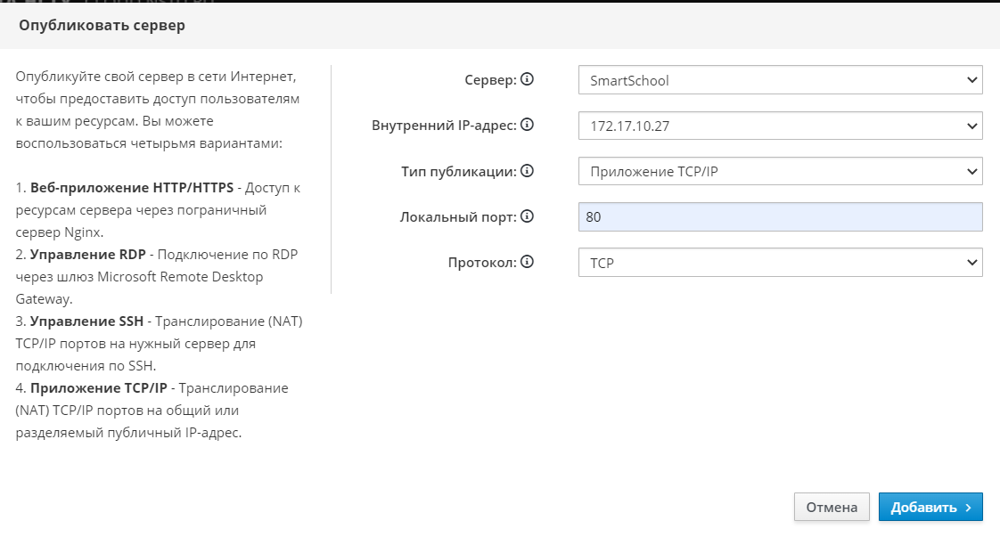 Опубликовать сервер
Опубликуйте свой сервер в сети Интернет,
чтобы предоставить доступ пользователям
к вашим ресурсам. Вы можете
воспользоваться четырьмя вариантами:
1. Веб-приложение HTTP/HTTPS - Доступ к
ресурсам сервера через пограничный
сервер Nginx.
2. Управление RDP - Подключение по RDP
через шлюз Microsoft Remote Desktop
Gateway.
3. Управление SSH - Транслирование (NAT)
TCP/IP портов на нужный сервер для
подключения по SSH.
4. Приложение TCP/IP - Транслирование
(NAT) TCP/IP портов на общий или
разделяемый публичный IP-адрес.
Сервер: SmartSchool
Внутренний IP-адрес: 172.17.10.27
Тип публикации: Приложение TCP/IP
Локальный порт: 80
Протокол: TCP
Отмена Добавить